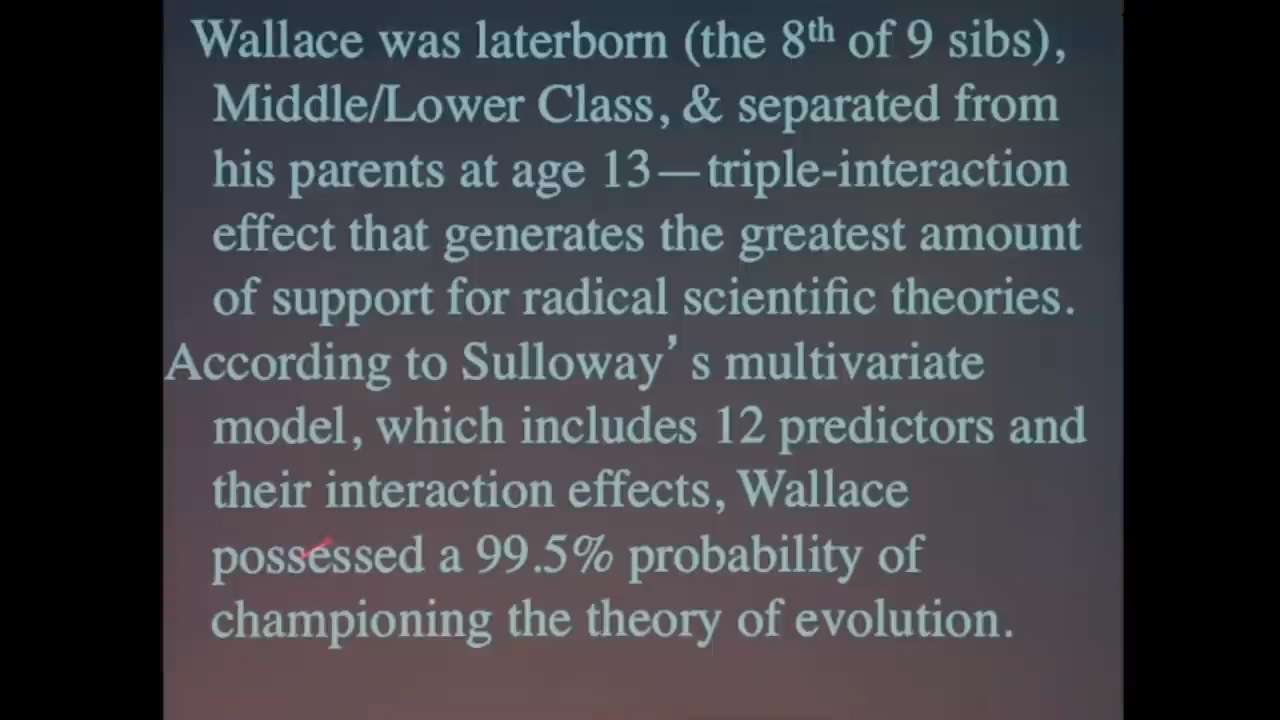 Wallace was laterborn (the 8th of 9 sibs),
Middle/Lower Class, & separated from
his parents at age 13—triple-interaction
effect that generates the greatest amount
of support for radical scientific theories.
According to Sulloway’s multivariate
model, which includes 12 predictors and
their interaction effects, Wallace
possessed a 99.5% probability of
championing the theory of evolution.